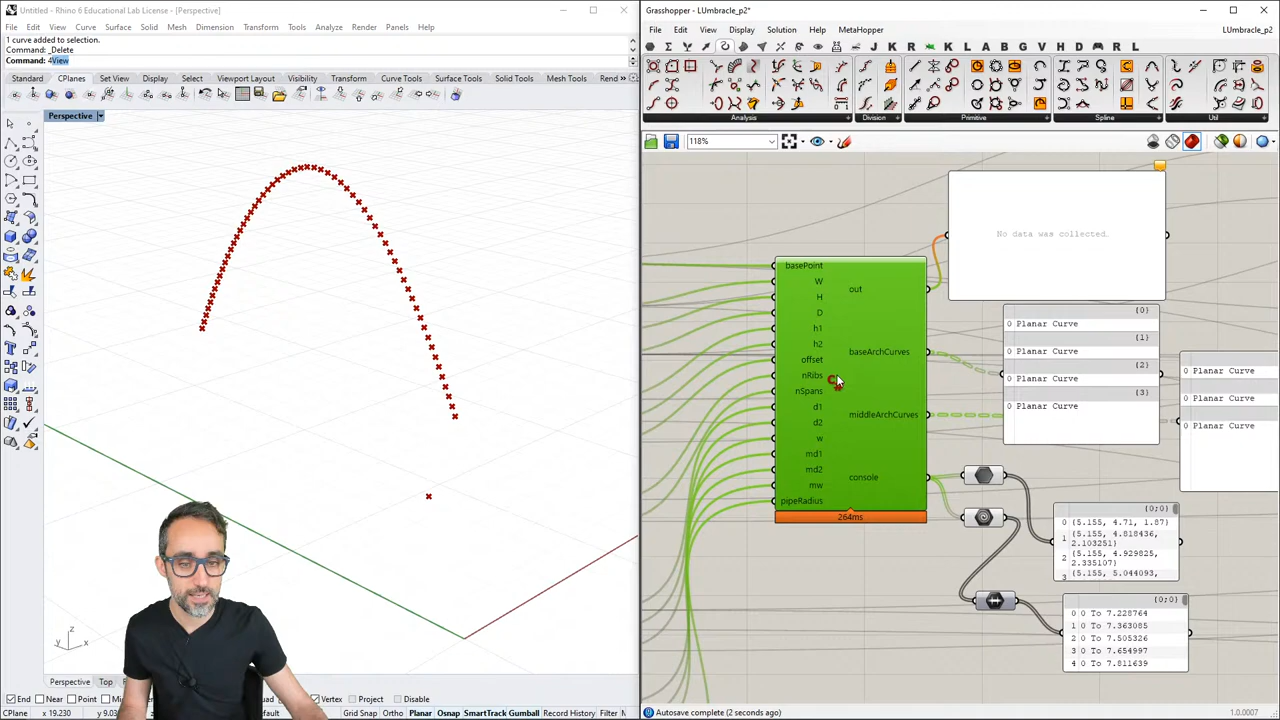 Untitled - Rhino 6 Educational Lab License - [Perspective]
File Edit View Curve Surface Solid Mesh Dimension Transform Tools Analyze Render Panels Help
1 curve added to selection.
Command: _Delete
Command: 4View
Standard CPlanes Set View Display Select Viewport Layout Visibility Transform Curve Tools Surface Tools Solid Tools Mesh Tools
Perspective
z
y x
Perspective Top
End Near Point Vertex Project Disable
Grid Snap Ortho Planar Osnap SmartTrack Gumball Record History Filter
Grasshopper - LUmbracle_p2*
File Edit View Display Solution Help MetaHopper LUmbracle_p2
J K R K L A B G V H D R L
Analysis Division Primitive Spline Util
118%
No data was collected.
basePoint
W
H
D
h1
h2
offset
nRibs
nSpans
d1
d2
w
md1
md2
mw
pipeRadius
out
baseArchCurves
middleArchCurves
console
264ms
{0}
0 Planar Curve
{1}
0 Planar Curve
{2}
0 Planar Curve
{3}
0 Planar Curve
0 Planar Curve
0 Planar Curve
0 Planar Curve
{0;0}
0 {5.155, 4.71, 1.87}
1 {5.155, 4.818436, 2.103251}
2 {5.155, 4.929825, 2.335107}
3 {5.155, 5.044093,
{0;0}
0 0 To 7.228764
1 0 To 7.363085
2 0 To 7.505326
3 0 To 7.654997
4 0 To 7.811639
Autosave complete (2 seconds ago)
1.0.0007